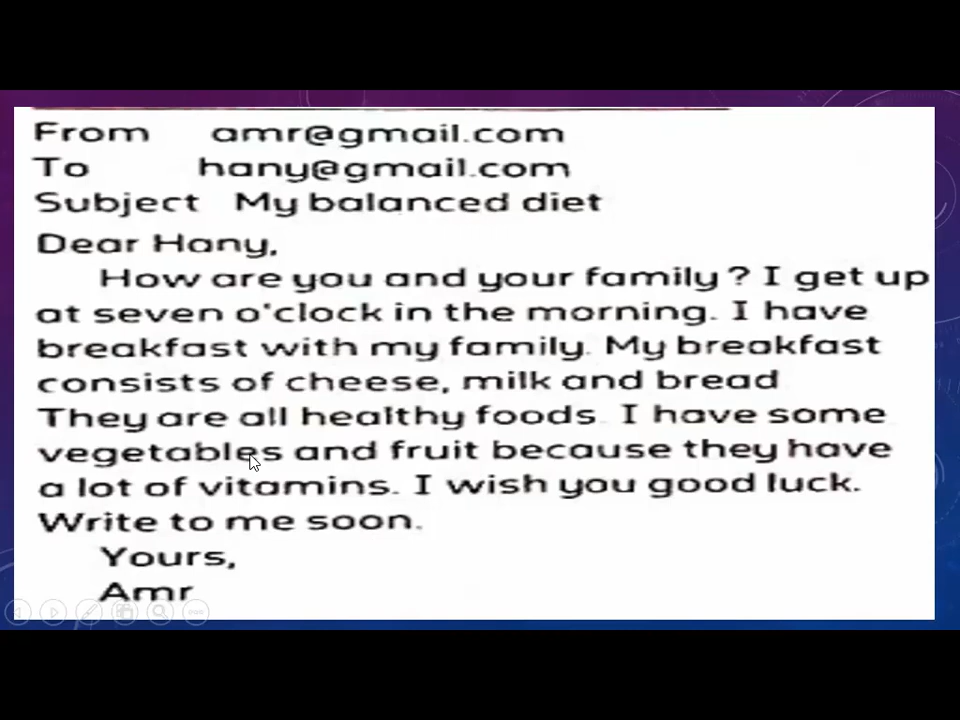 From amr@gmail.com
To hany@gmail.com
Subject My balanced diet
Dear Hany,
How are you and your family? I get up
at seven o'clock in the morning. I have
breakfast with my family. My breakfast
consists of cheese, milk and bread
They are all healthy foods. I have some
vegetables and fruit because they have
a lot of vitamins. I wish you good luck.
Write to me soon.
Yours,
Amr